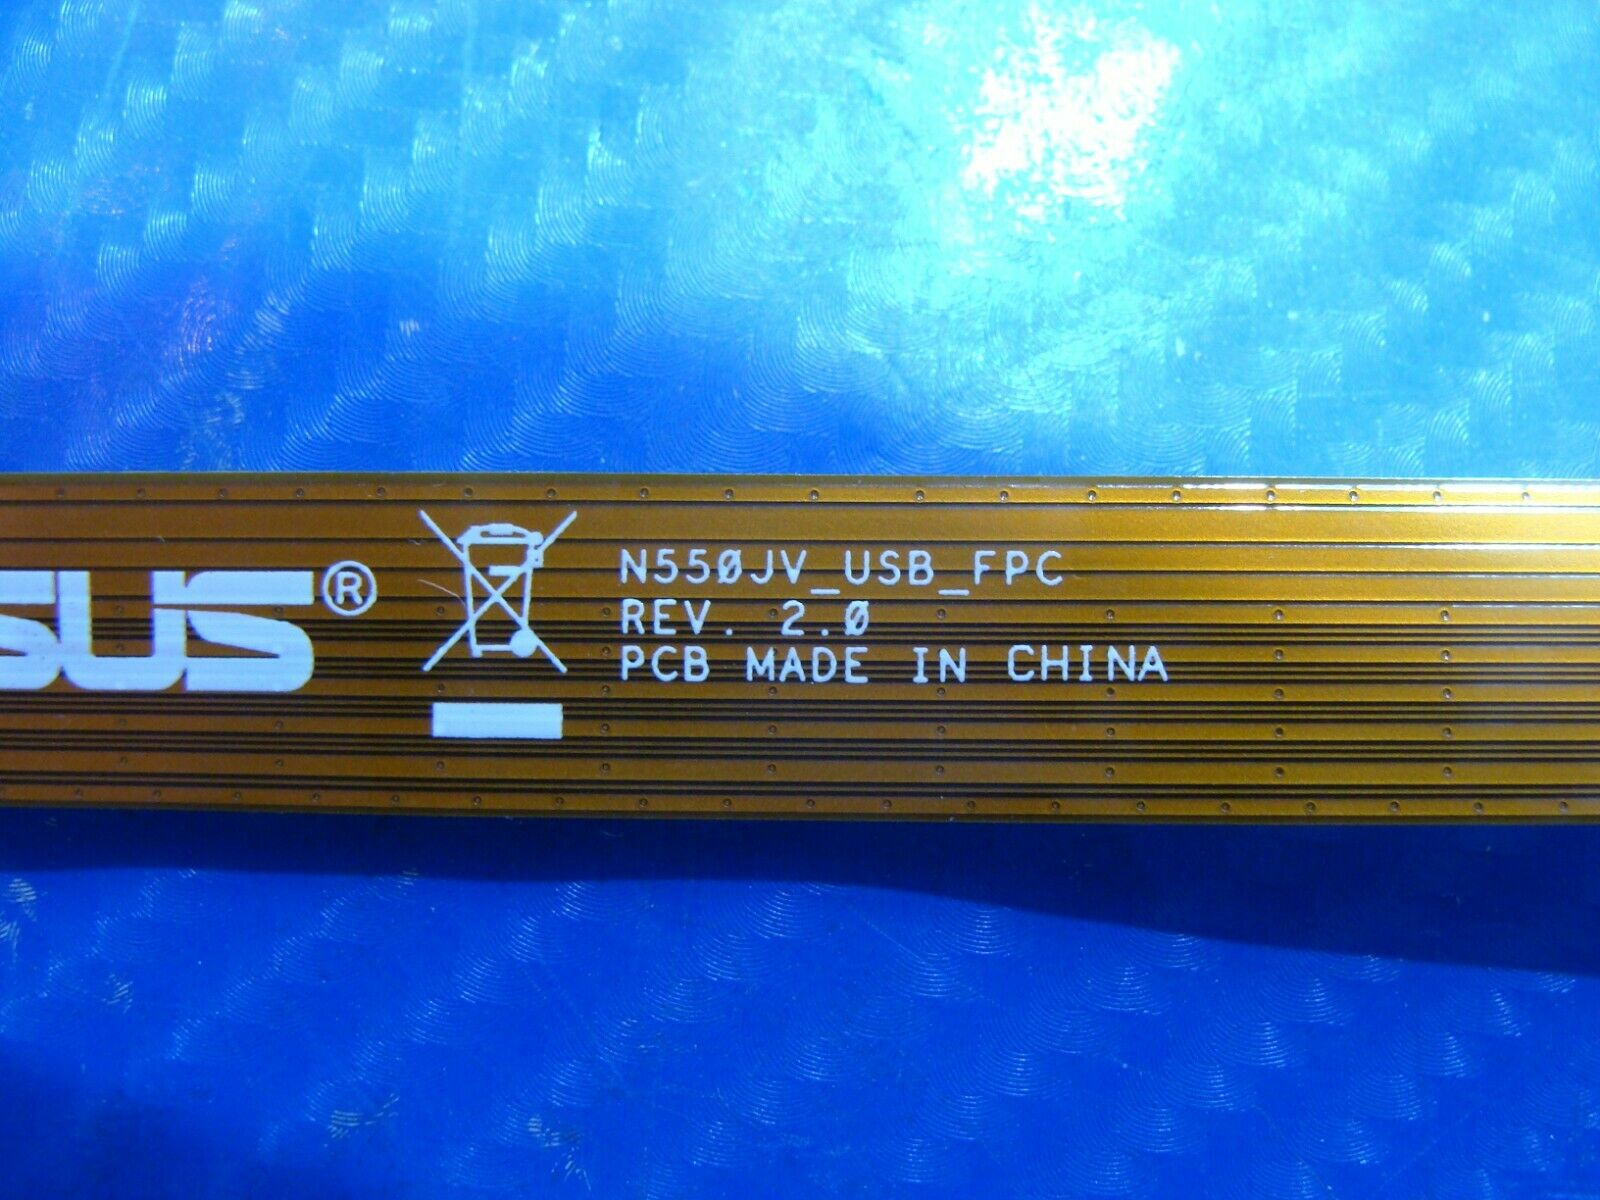 SUS®
N550JV_USB_FPC
REV. 2.0
PCB MADE IN CHINA